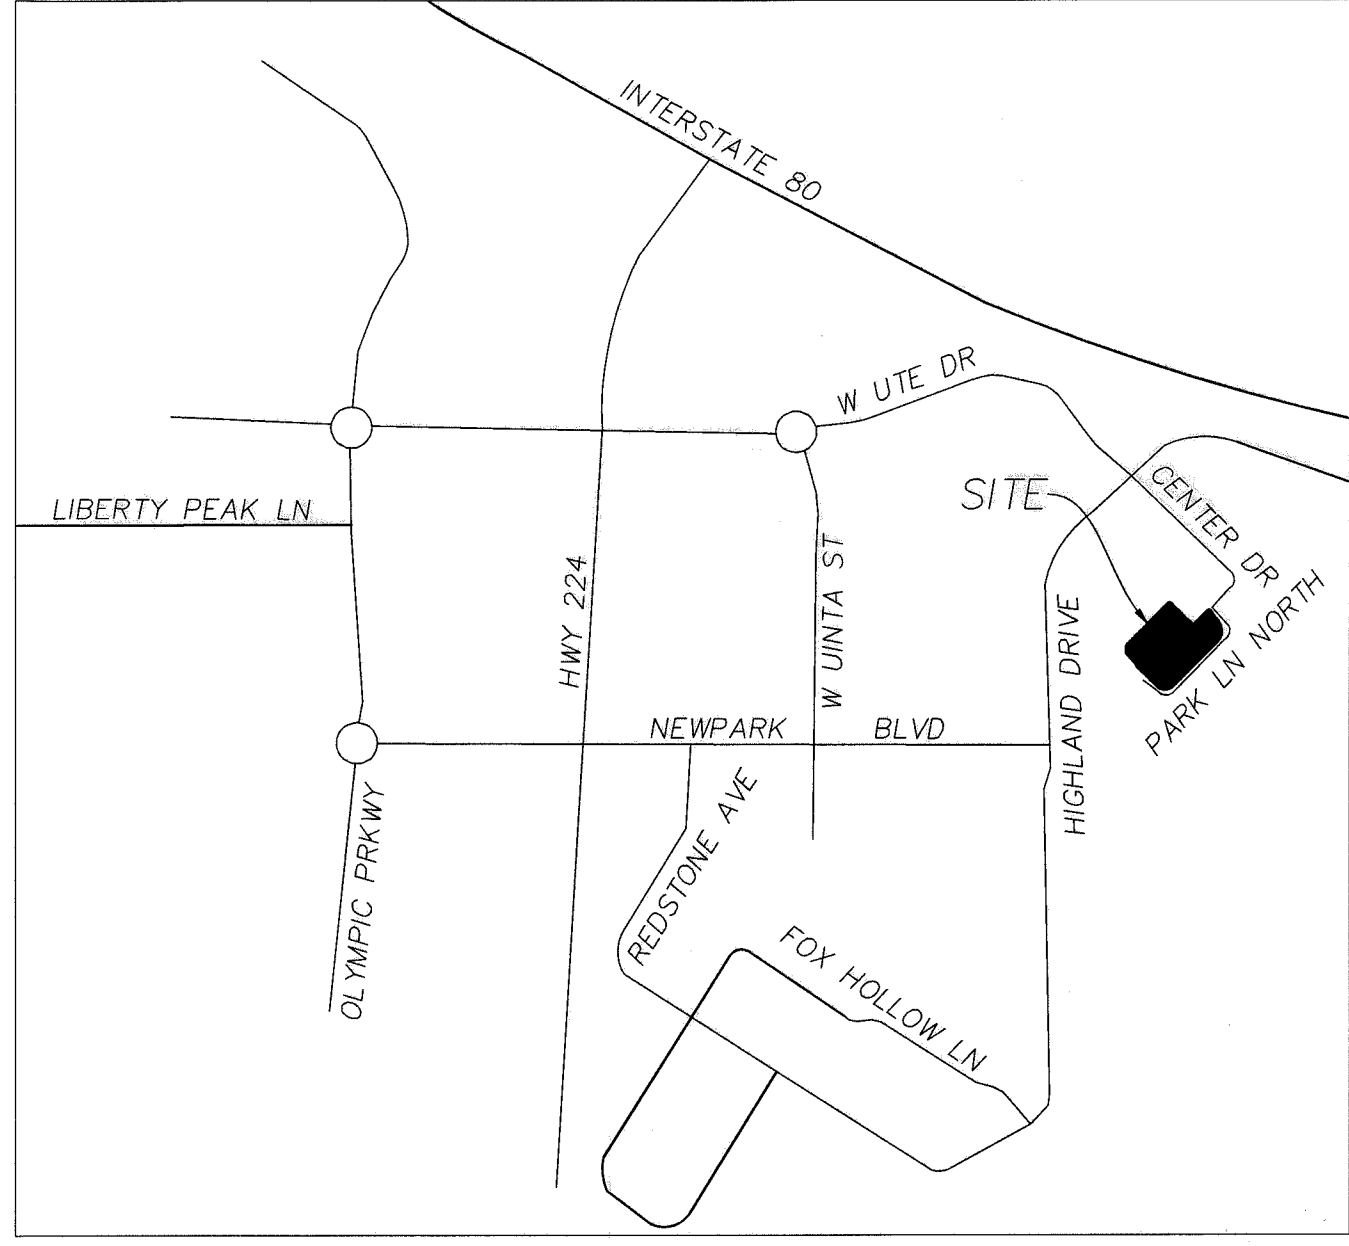 INTERSTATE 80
W UTE DR
CENTER DR
SITE
LIBERTY PEAK LN
HWY 224
W UINTA ST
HIGHLAND DRIVE
PARK LN NORTH
NEWPARK BLVD
REDSTONE AVE
OLYMPIC PRKWY
FOX HOLLOW LN